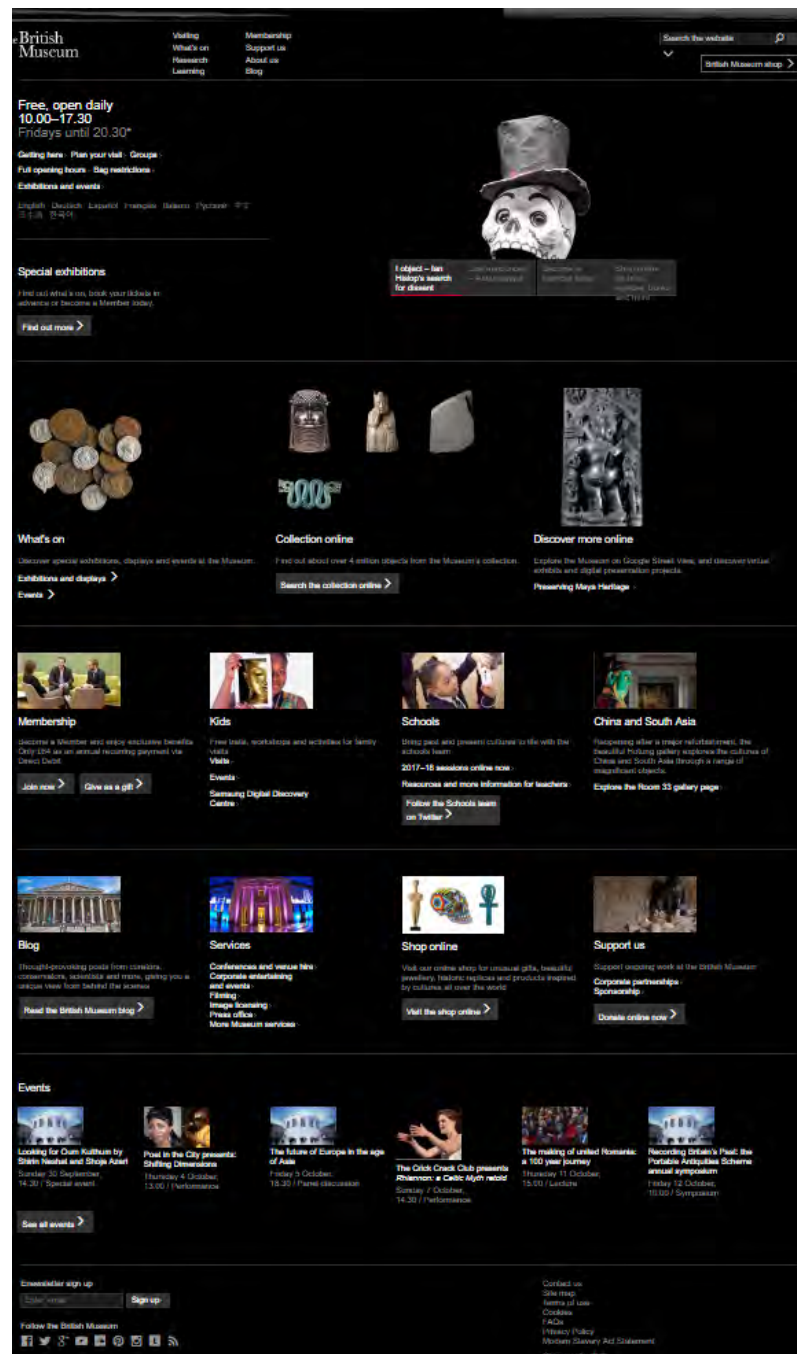 British
Museum
Visiting
What's on
Research
Learning
Membership
Support us
About us
Blog
Search the website
British Museum shop
Free, open daily
10.00–17.30
Fridays until 20.30*
Getting here Plan your visit Groups
Full opening hours Bag restrictions
Exhibitions and events
English Deutsch Español Français Italiano Русский 中文
日本語 한국어
Special exhibitions
Find out what's on, book your tickets in
advance or become a Member today.
Find out more
I object – Ian
Hislop's search
for dissent
What's on
Discover special exhibitions, displays and events at the Museum.
Exhibitions and displays
Events
Collection online
Find out about over 4 million objects from the Museum's collection.
Search the collection online
Discover more online
Explore the Museum on Google Street View, and discover virtual
exhibits and digital preservation projects.
Preserving Maya Heritage
Membership
Become a Member and enjoy exclusive benefits
Only £64 as an annual recurring payment via
Direct Debit
Join now
Give as a gift
Kids
Free trails, workshops and activities for family
visits
Visits
Events
Samsung Digital Discovery
Centre
Schools
Bring past and present cultures to life with the
schools team
2017–18 sessions online now
Resources and more information for teachers
Follow the Schools team
on Twitter
China and South Asia
Reopening after a major refurbishment, the
beautiful Hotung gallery explores the cultures of
China and South Asia through a range of
magnificent objects.
Explore the Room 33 gallery page
Blog
Thought-provoking posts from curators,
conservators, scientists and more, giving you a
unique view from behind the scenes
Read the British Museum blog
Services
Conferences and venue hire
Corporate entertaining
and events
Filming
Image licensing
Press office
More Museum services
Shop online
Visit our online shop for unusual gifts, beautiful
jewellery, historic replicas and products inspired
by cultures all over the world
Visit the shop online
Support us
Support ongoing work at the British Museum
Corporate partnerships
Sponsorship
Donate online now
Events
Looking for Oum Kulthum by
Shirin Neshat and Shoja Azari
Sunday 30 September,
14.30 / Special event
Poet in the City presents:
Shifting Dimensions
Thursday 4 October,
13.00 / Performance
The future of Europe in the age
of Asia
Friday 5 October,
18.30 / Panel discussion
The Crick Crack Club presents
Rhiannon: a Celtic Myth retold
Sunday 7 October,
14.30 / Performance
The making of united Romania:
a 100 year journey
Thursday 11 October,
15.00 / Lecture
Recording Britain's Past: the
Portable Antiquities Scheme
annual symposium
Friday 12 October,
10.00 / Symposium
See all events
Enewsletter sign up
Enter email
Sign up
Follow the British Museum
Contact us
Site map
Terms of use
Cookies
FAQs
Privacy Policy
Modern Slavery Act Statement